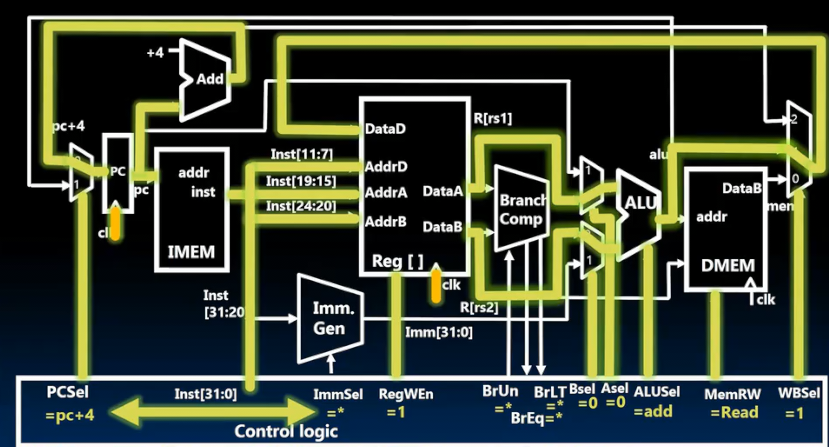 +4
Add
pc+4
0
1
PC
pc
clk
addr
inst
IMEM
Inst[11:7]
Inst[19:15]
Inst[24:20]
DataD
AddrD
AddrA
AddrB
DataA
DataB
Reg [ ]
clk
R[rs1]
R[rs2]
Branch
Comp
Inst
[31:20]
Imm.
Gen
Imm[31:0]
1
1
ALU
alu
DataB
addr
DMEM
clk
mem
2
0
PCSel
=pc+4
Inst[31:0]
ImmSel
=*
RegWEn
=1
BrUn
=*
BrEq=*
BrLT
=*
Bsel
=0
Asel
=0
ALUSel
=add
MemRW
=Read
WBSel
=1
Control logic